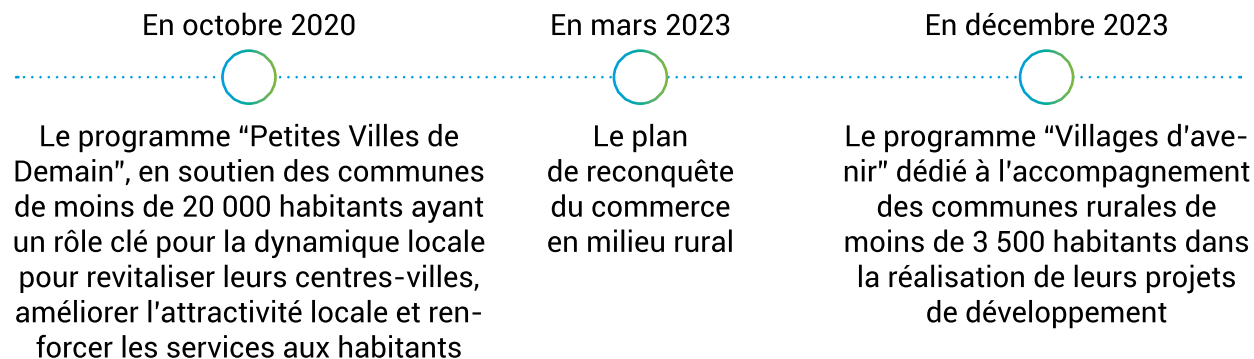 En octobre 2020
Le programme “Petites Villes de
Demain”, en soutien des communes
de moins de 20 000 habitants ayant
un rôle clé pour la dynamique locale
pour revitaliser leurs centres-villes,
améliorer l'attractivité locale et ren-
forcer les services aux habitants
En mars 2023
Le plan
de reconquête
du commerce
en milieu rural
En décembre 2023
Le programme “Villages d'ave-
nir” dédié à l'accompagnement
des communes rurales de
moins de 3 500 habitants dans
la réalisation de leurs projets
de développement